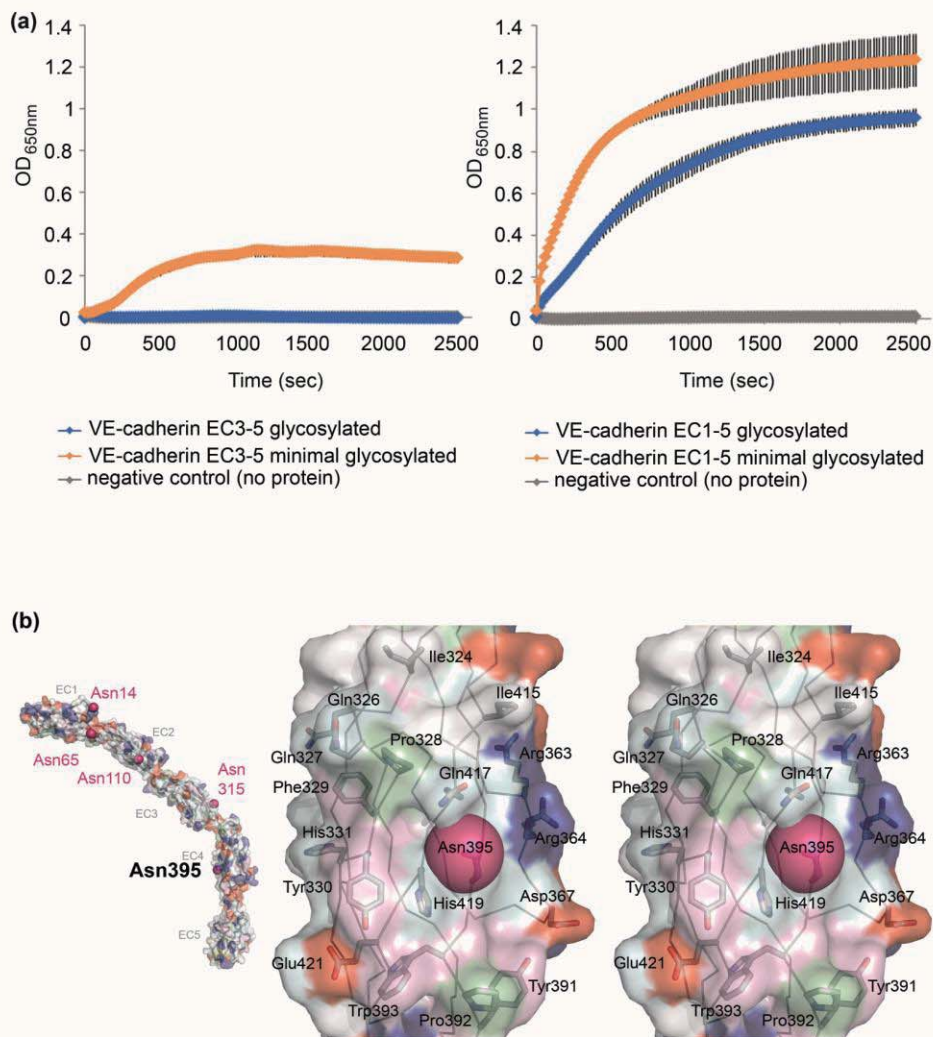 (a)
1.4
1.2
1
0.8
0.6
0.4
0.2
0
OD650nm
0 500 1000 1500 2000 2500
Time (sec)
VE-cadherin EC3-5 glycosylated
VE-cadherin EC3-5 minimal glycosylated
negative control (no protein)
1.4
1.2
1
0.8
0.6
0.4
0.2
0
OD650nm
0 500 1000 1500 2000 2500
Time (sec)
VE-cadherin EC1-5 glycosylated
VE-cadherin EC1-5 minimal glycosylated
negative control (no protein)
(b)
EC1
Asn14
EC2
Asn65
Asn110
Asn
315
EC3
EC4
Asn395
EC5
Ile324
Gln326
Ile415
Pro328
Gln327
Arg363
Gln417
Phe329
His331
Asn395
Arg364
Tyr330
His419
Asp367
Glu421
Trp393
Pro392
Tyr391
Ile324
Gln326
Ile415
Pro328
Gln327
Arg363
Gln417
Phe329
His331
Asn395
Arg364
Tyr330
His419
Asp367
Glu421
Trp393
Pro392
Tyr391